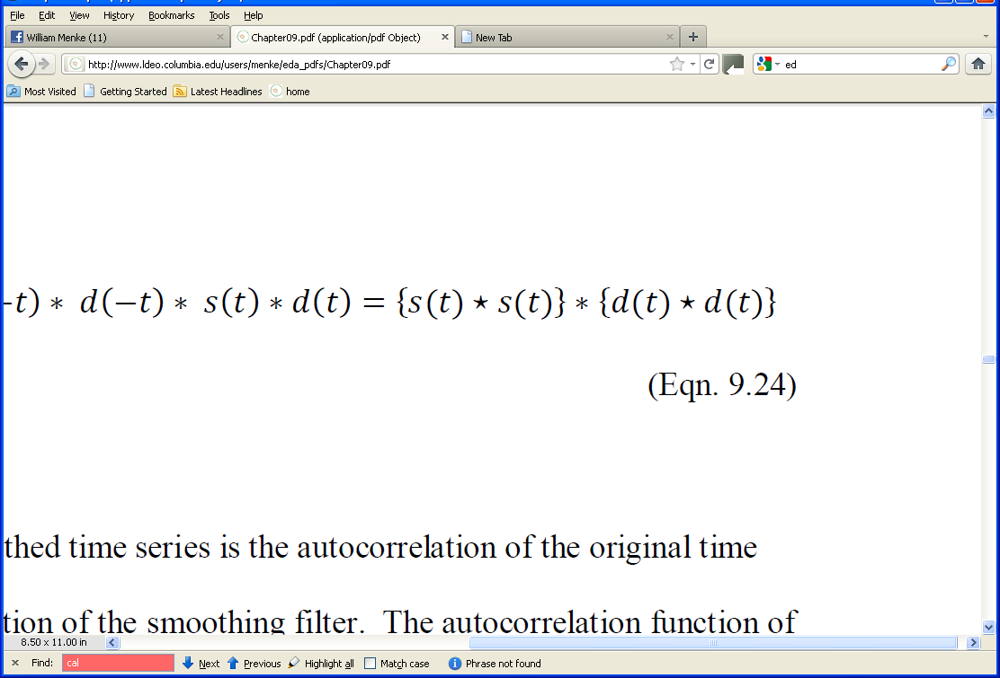 File Edit View History Bookmarks Tools Help
William Menke (11) × Chapter09.pdf (application/pdf Object) × New Tab × +
http://www.ldeo.columbia.edu/users/menke/eda_pdfs/Chapter09.pdf ed
Most Visited Getting Started Latest Headlines home
−t) ∗ d(−t) ∗ s(t) ∗ d(t) = {s(t) ⋆ s(t)} ∗ {d(t) ⋆ d(t)}
(Eqn. 9.24)
thed time series is the autocorrelation of the original time
tion of the smoothing filter. The autocorrelation function of
8.50 x 11.00 in
× Find: cal Next Previous Highlight all Match case Phrase not found